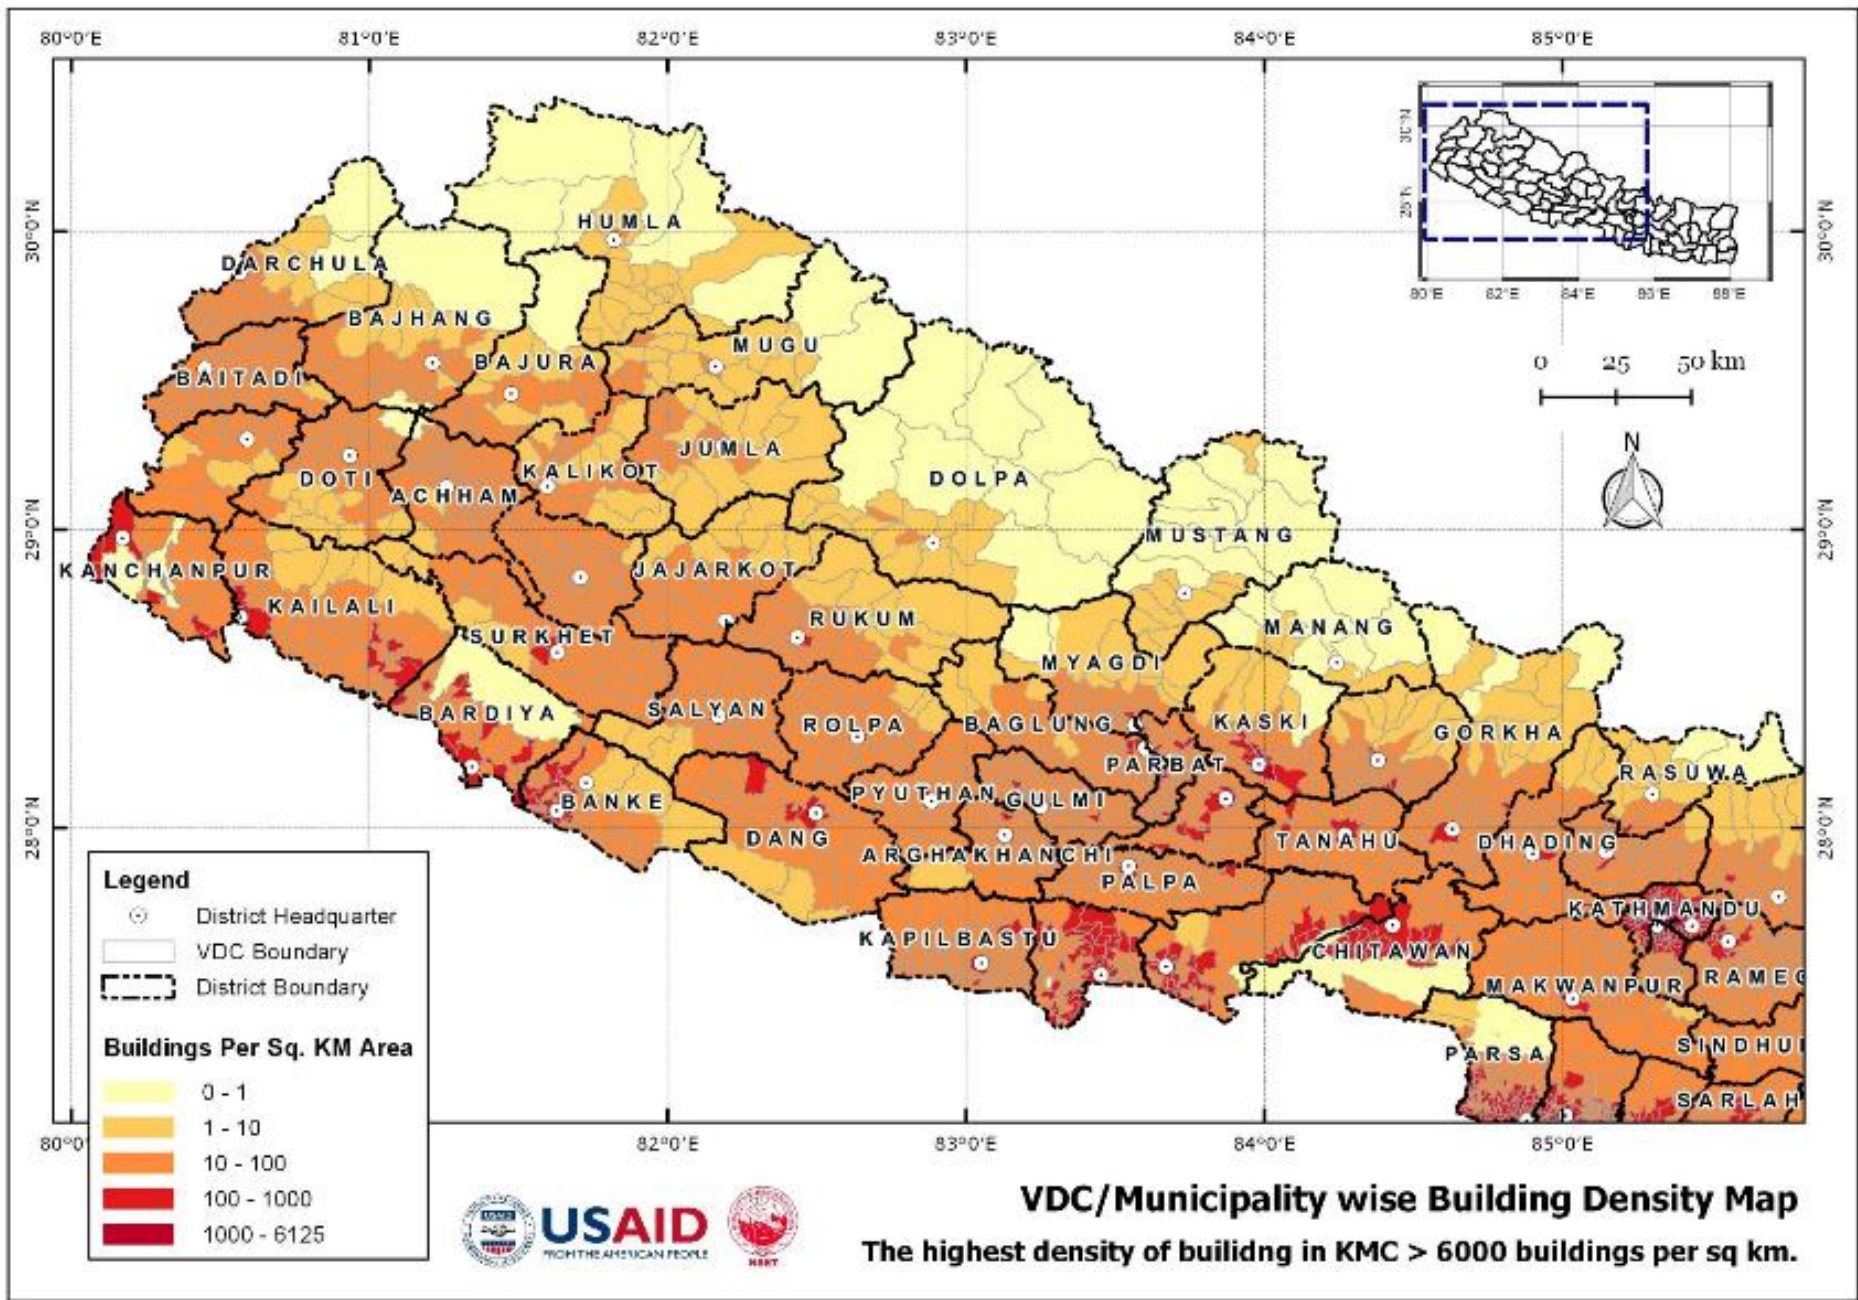 80°0'E 81°0'E 82°0'E 83°0'E 84°0'E 85°0'E
30°0'N
29°0'N
28°0'N
30°0'N
29°0'N
28°0'N
80°E 82°E 84°E 86°E 88°E
0 25 50 km
N
HUMLA
DARCHULA
BAJHANG
BAJURA
MUGU
BAITADI
JUMLA
DOTI
KALIKOT
ACHHAM
DOLPA
MUSTANG
KANCHANPUR
JAJARKOT
KAILALI
RUKUM
SURKHET
MANANG
MYAGDI
BARDIYA
SALYAN
ROLPA
BAGLUNG
KASKI
GORKHA
PARBAT
RASUWA
BANKE
PYUTHAN
GULMI
DANG
TANAHU
DHADING
ARGHAKHANCHI
PALPA
KATHMANDU
KAPILBASTU
CHITAWAN
MAKWANPUR
RAMEC
PARSA
SINDHUI
SARLAH
80°0' 82°0'E 83°0'E 84°0'E 85°0'E
Legend
District Headquarter
VDC Boundary
District Boundary
Buildings Per Sq. KM Area
0 - 1
1 - 10
10 - 100
100 - 1000
1000 - 6125
USAID
FROM THE AMERICAN PEOPLE
NSET
VDC/Municipality wise Building Density Map
The highest density of builidng in KMC > 6000 buildings per sq km.